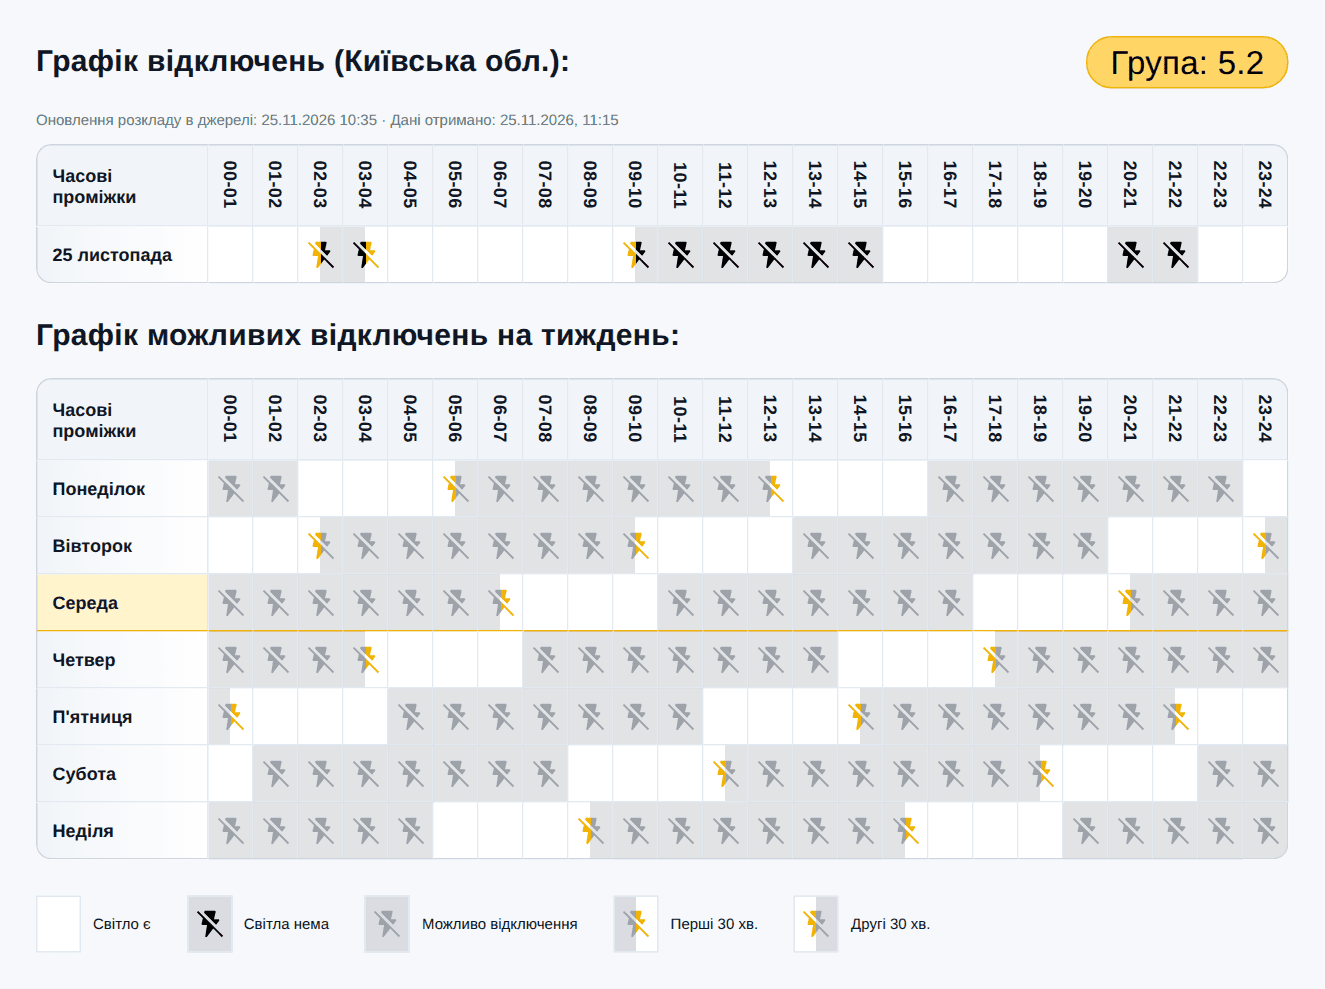 Графік відключень (Київська обл.):
Група: 5.2
Оновлення розкладу в джерелі: 25.11.2026 10:35 · Дані отримано: 25.11.2026, 11:15
Часові
проміжки
00-01 01-02 02-03 03-04 04-05 05-06 06-07 07-08 08-09 09-10 10-11 11-12 12-13 13-14 14-15 15-16 16-17 17-18 18-19 19-20 20-21 21-22 22-23 23-24
25 листопада
Графік можливих відключень на тиждень:
Часові
проміжки
00-01 01-02 02-03 03-04 04-05 05-06 06-07 07-08 08-09 09-10 10-11 11-12 12-13 13-14 14-15 15-16 16-17 17-18 18-19 19-20 20-21 21-22 22-23 23-24
Понеділок
Вівторок
Середа
Четвер
П'ятниця
Субота
Неділя
Світло є
Світла нема
Можливо відключення
Перші 30 хв.
Другі 30 хв.